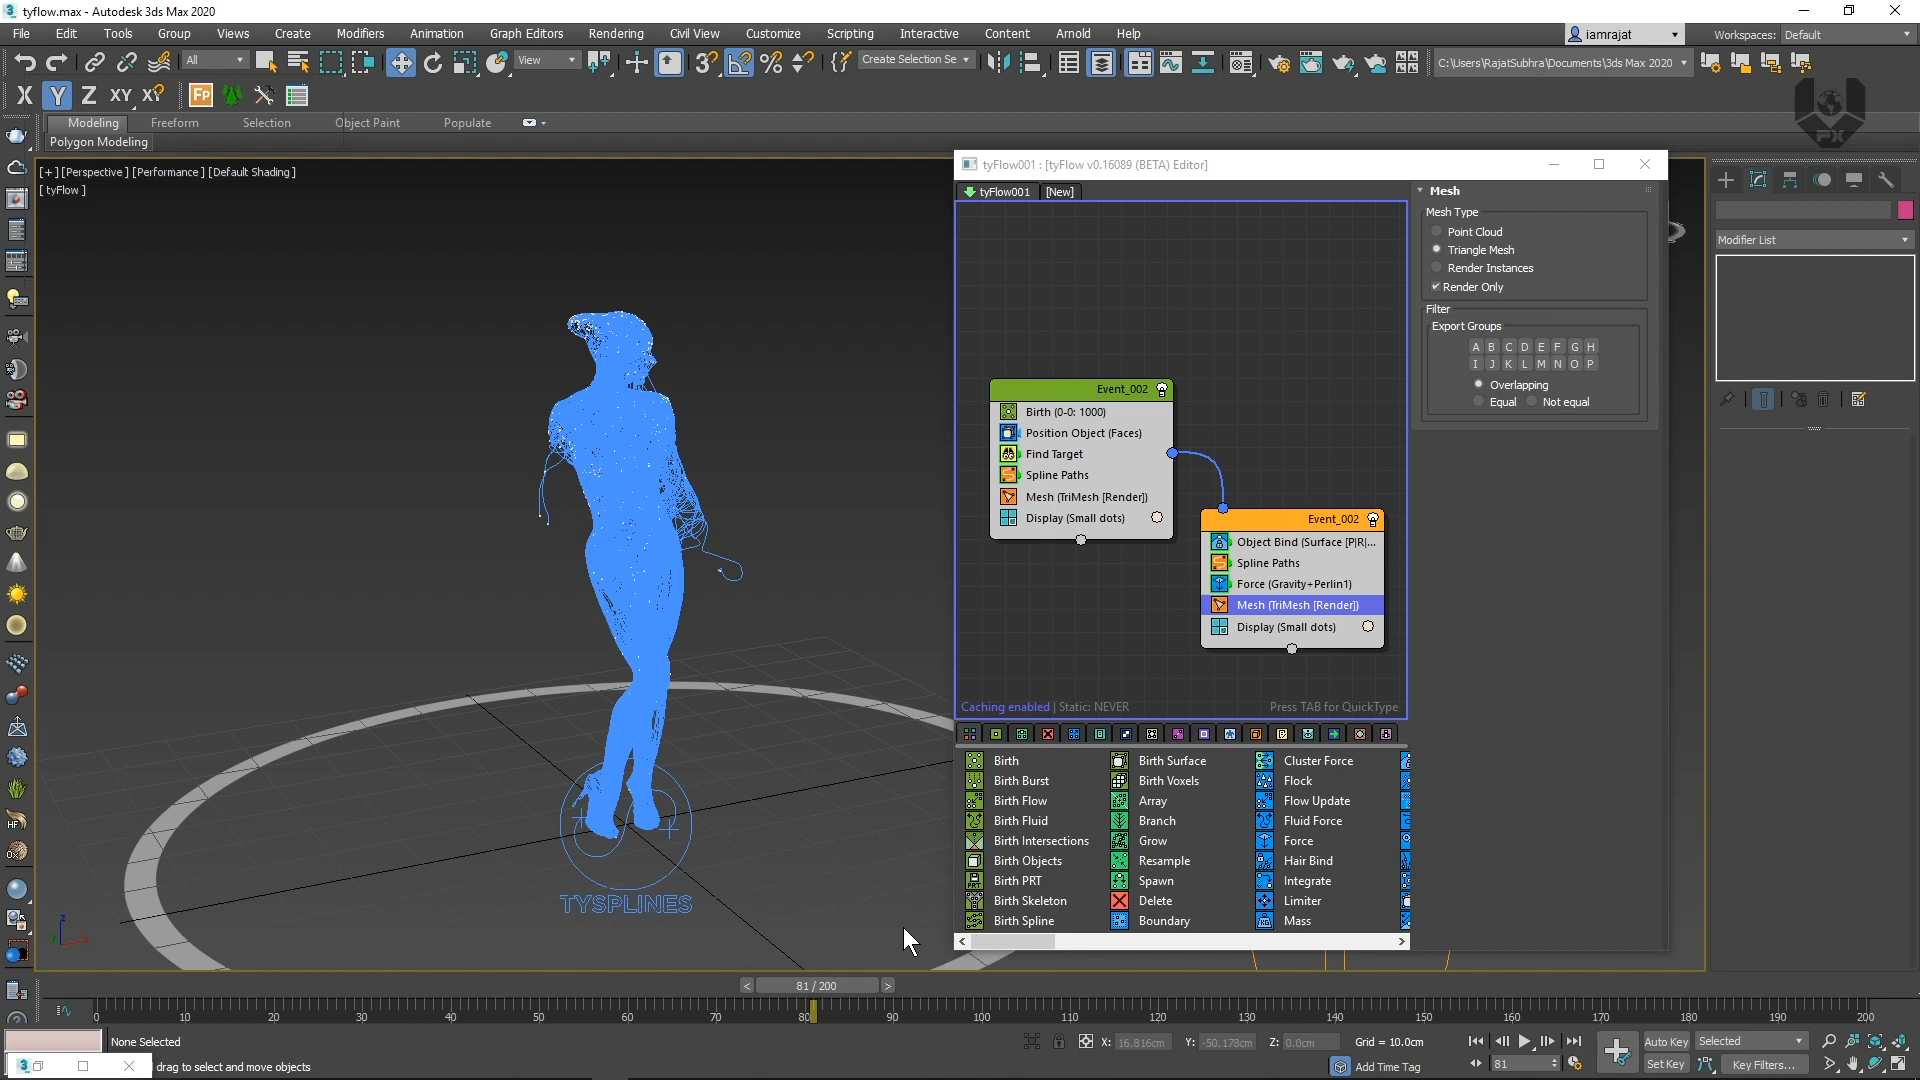 tyflow.max - Autodesk 3ds Max 2020
File Edit Tools Group Views Create Modifiers Animation Graph Editors Rendering Civil View Customize Scripting Interactive Content Arnold Help
iamrajat Workspaces: Default
All View Create Selection Se C:\Users\RajatSubhra\Documents\3ds Max 2020
X Y Z XY XY Fp
FX
Modeling Freeform Selection Object Paint Populate
Polygon Modeling
[+] [Perspective] [Performance] [Default Shading]
[ tyFlow ]
tyFlow001 : [tyFlow v0.16089 (BETA) Editor]
tyFlow001 [New]
Mesh
Mesh Type
Point Cloud
Triangle Mesh
Render Instances
Render Only
Filter
Export Groups
A B C D E F G H
I J K L M N O P
Overlapping
Equal Not equal
Modifier List
Event_002
Birth (0-0: 1000)
Position Object (Faces)
Find Target
Spline Paths
Mesh (TriMesh [Render])
Display (Small dots)
Event_002
Object Bind (Surface [P|R|...
Spline Paths
Force (Gravity+Perlin1)
Mesh (TriMesh [Render])
Display (Small dots)
Caching enabled | Static: NEVER Press TAB for QuickType
Birth Birth Surface Cluster Force
Birth Burst Birth Voxels Flock
Birth Flow Array Flow Update
Birth Fluid Branch Fluid Force
Birth Intersections Grow Force
Birth Objects Resample Hair Bind
Birth PRT Spawn Integrate
Birth Skeleton Delete Limiter
Birth Spline Boundary Mass
TYSPLINES
z
y x
81 / 200
0 10 20 30 40 50 60 70 80 90 100 110 120 130 140 150 160 170 180 190 200
None Selected
X: 16.816cm Y: -50.178cm Z: 0.0cm Grid = 10.0cm
Auto Key Selected
drag to select and move objects
Add Time Tag
81
Set Key Key Filters...